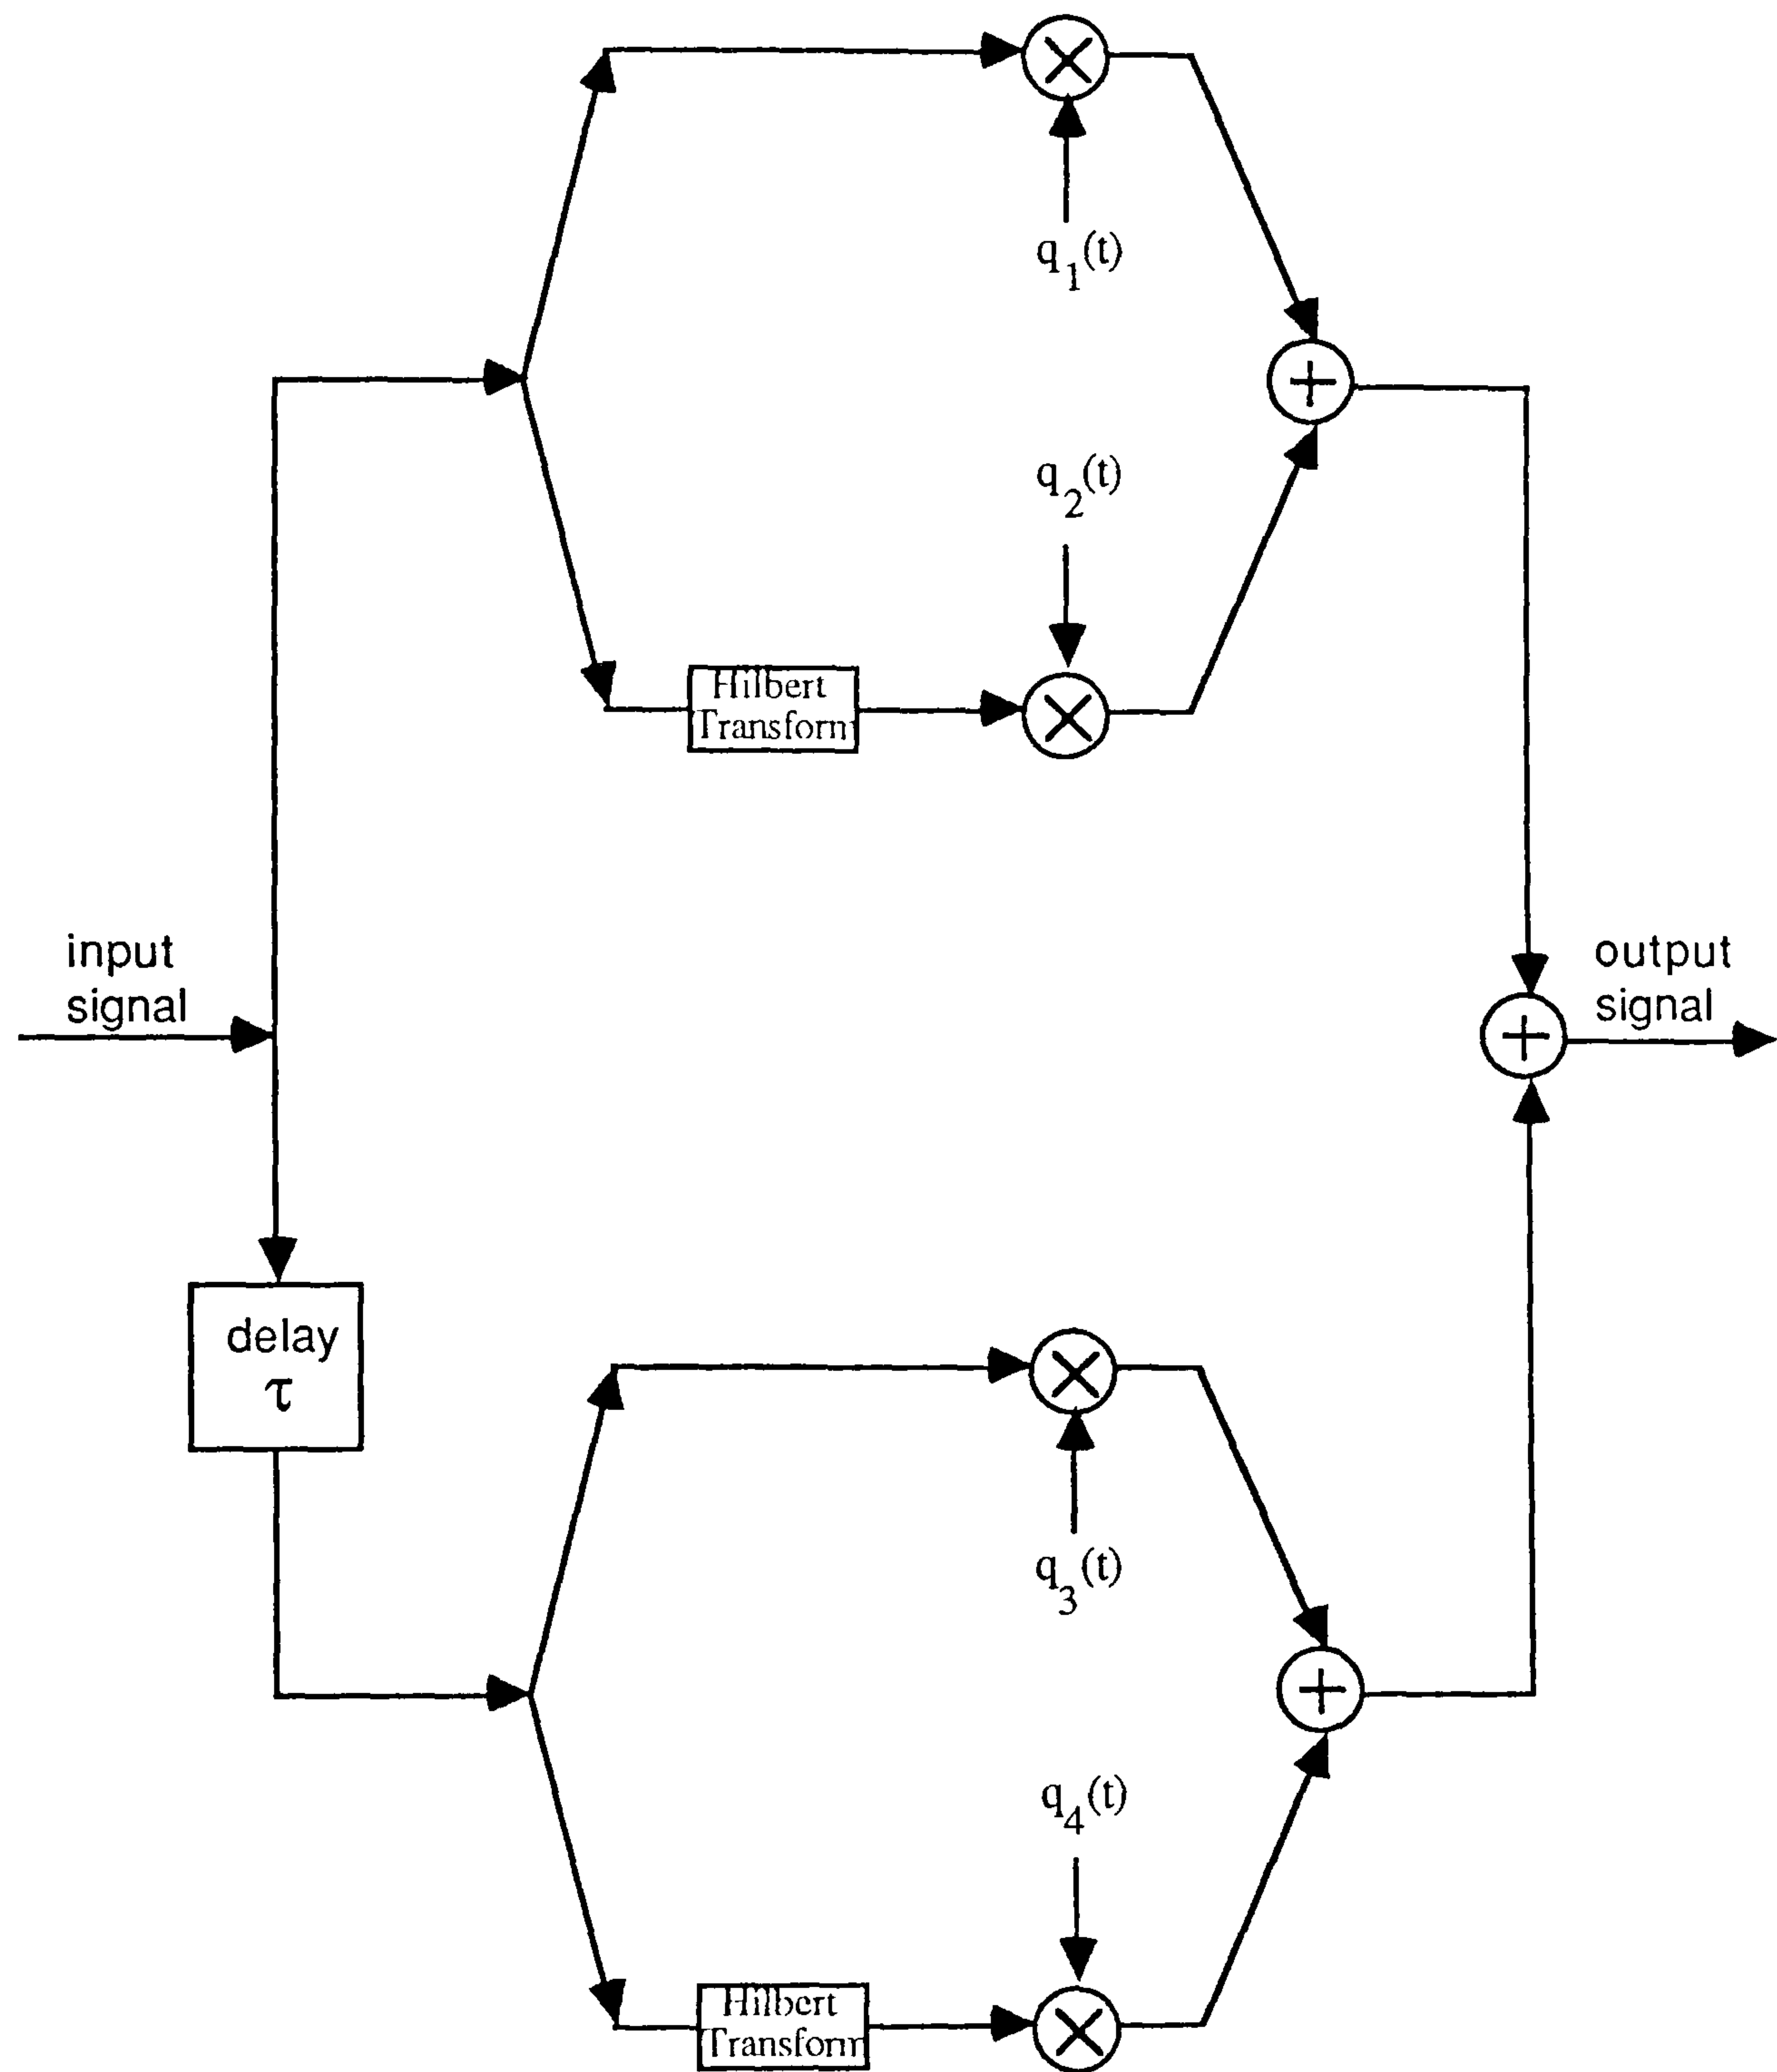 q₁(t)
q₂(t)
Hilbert
Transform
input
signal
output
signal
delay
τ
q₃(t)
q₄(t)
Hilbert
Transform